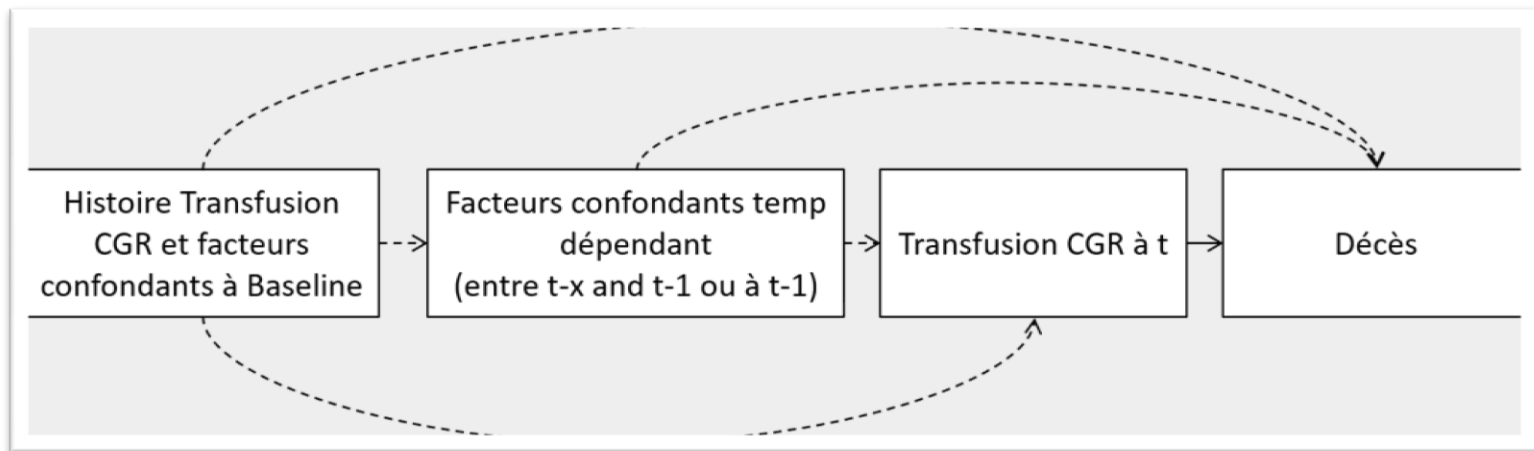 Histoire Transfusion
CGR et facteurs
confondants à Baseline
Facteurs confondants temp
dépendant
(entre t-x and t-1 ou à t-1)
Transfusion CGR à t
Décès